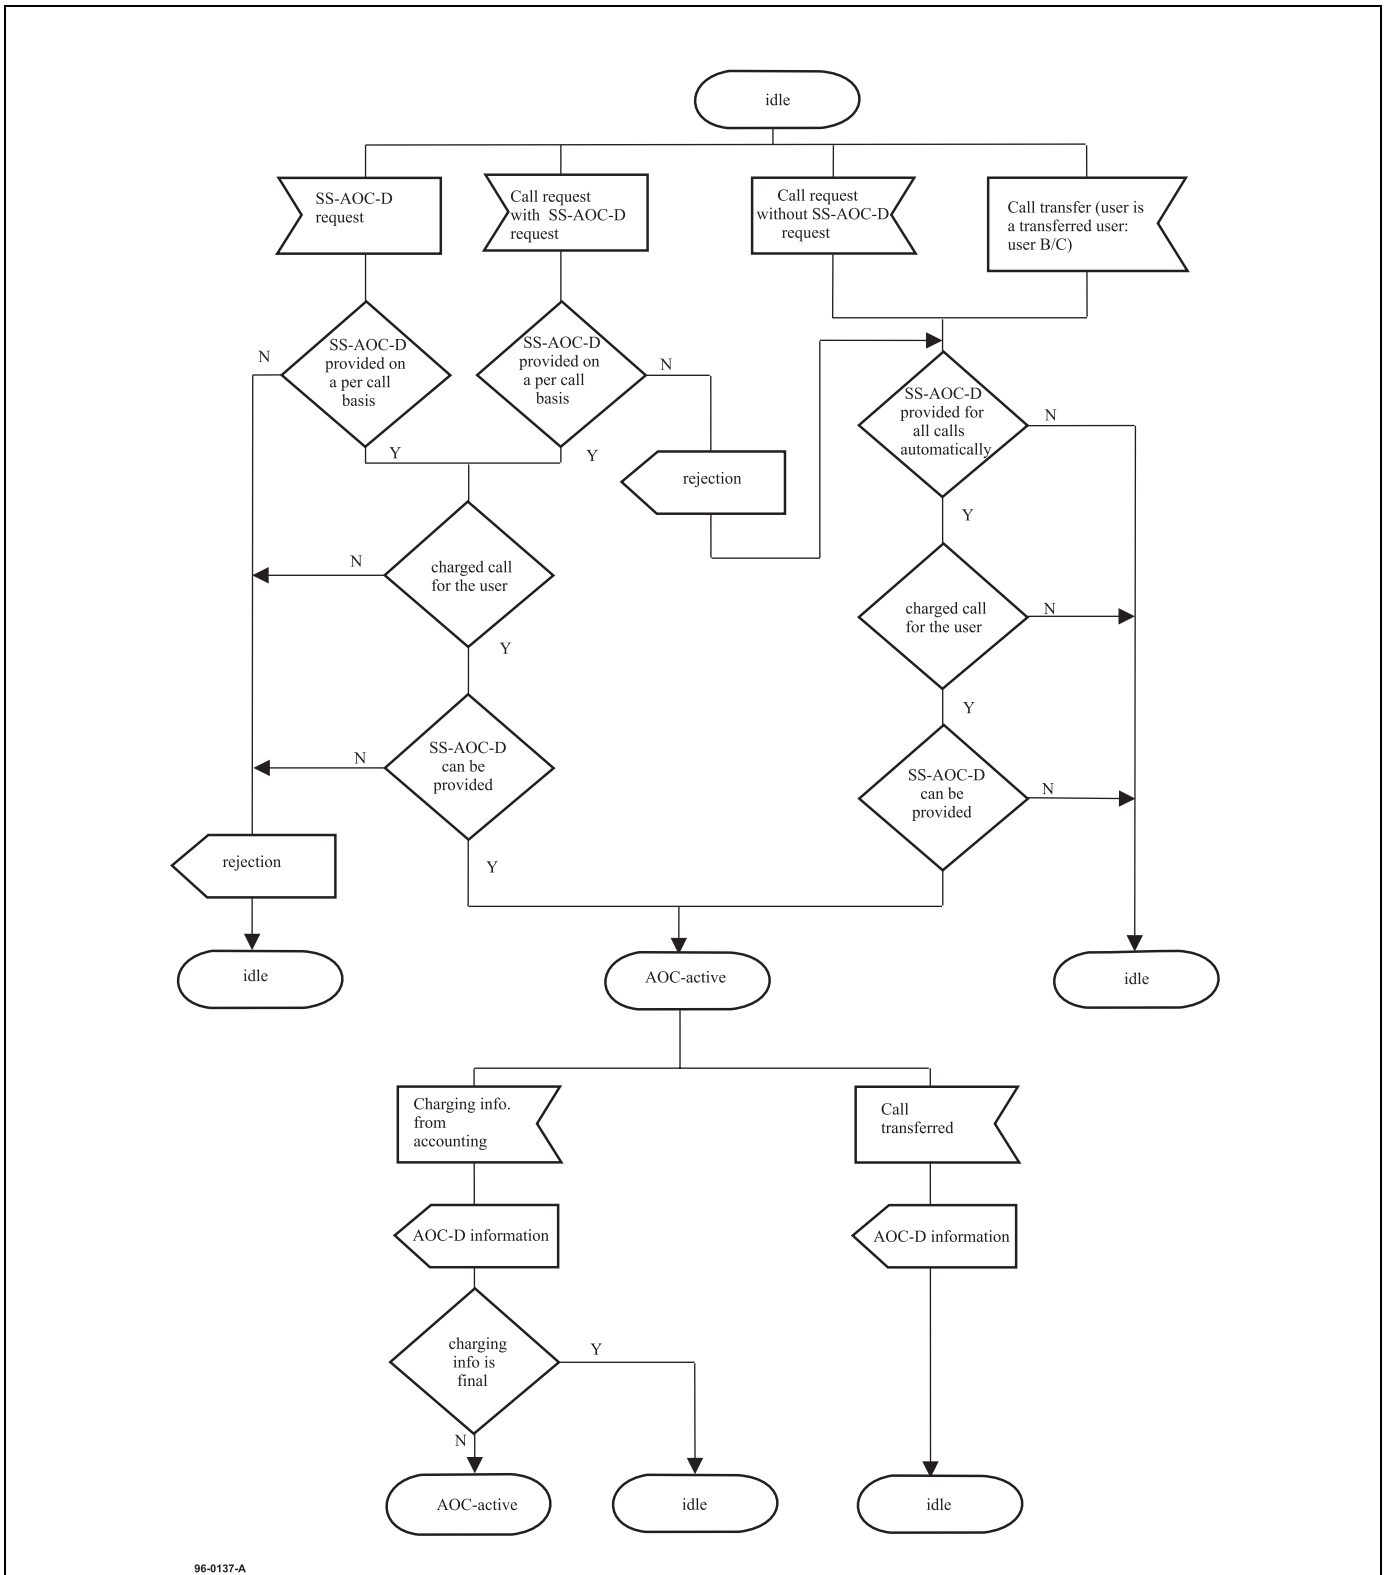 idle
SS-AOC-D
request
Call request
with SS-AOC-D
request
Call request
without SS-AOC-D
request
Call transfer (user is
a transferred user:
user B/C)
SS-AOC-D
provided on
a per call
basis
N
Y
SS-AOC-D
provided on
a per call
basis
N
Y
rejection
SS-AOC-D
provided for
all calls
automatically
N
Y
charged call
for the user
N
Y
charged call
for the user
N
Y
SS-AOC-D
can be
provided
N
Y
SS-AOC-D
can be
provided
N
rejection
idle
AOC-active
idle
Charging info.
from
accounting
Call
transferred
AOC-D information
AOC-D information
charging
info is
final
Y
N
AOC-active
idle
idle
96-0137-A